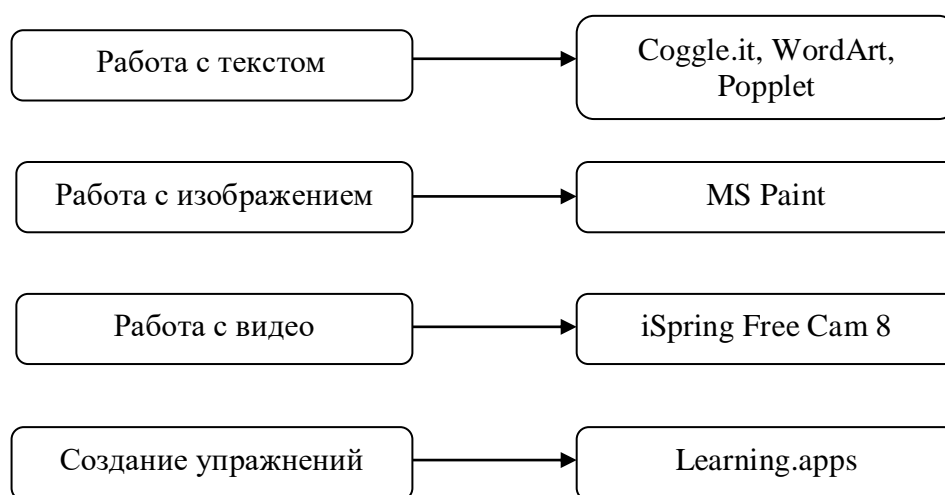 Работа с текстом
Coggle.it, WordArt,
Popplet
Работа с изображением
MS Paint
Работа с видео
iSpring Free Cam 8
Создание упражнений
Learning.apps